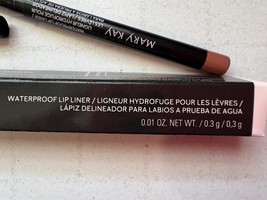 MARY KAY
WATERPROOF LIP LINER / LIGNEUR HYDROFUGE POUR LES LÈVRES /
LÁPIZ DELINEADOR PARA LABIOS A PRUEBA DE AGUA
0.01 OZ. NET WT. / 0.3 g / 0,3 g